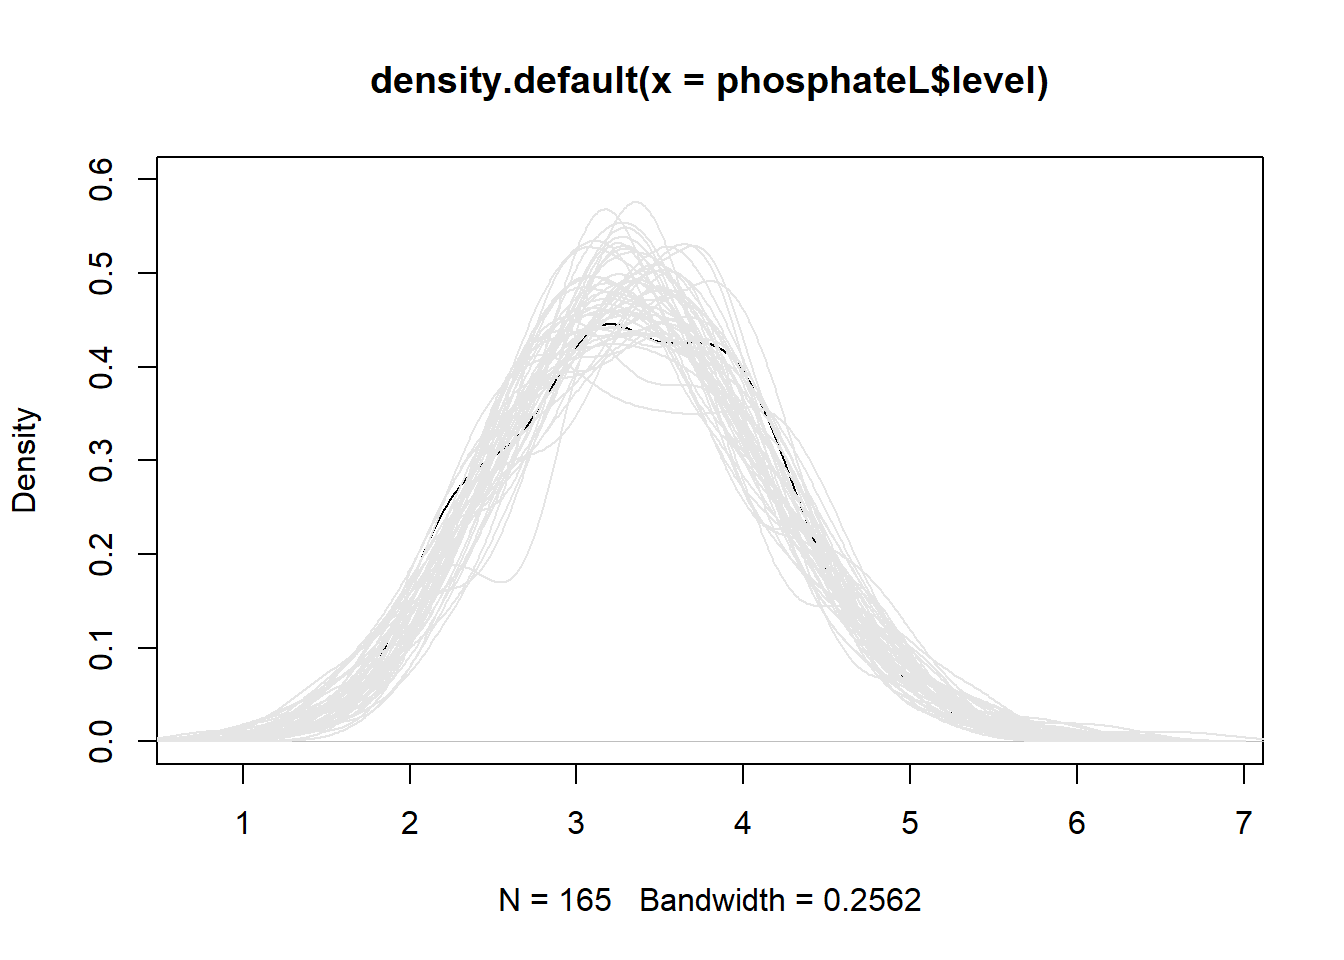 density.default(x = phosphateL$level)
Density
0.6
0.5
0.4
0.3
0.2
0.1
0.0
1 2 3 4 5 6 7
N = 165 Bandwidth = 0.2562